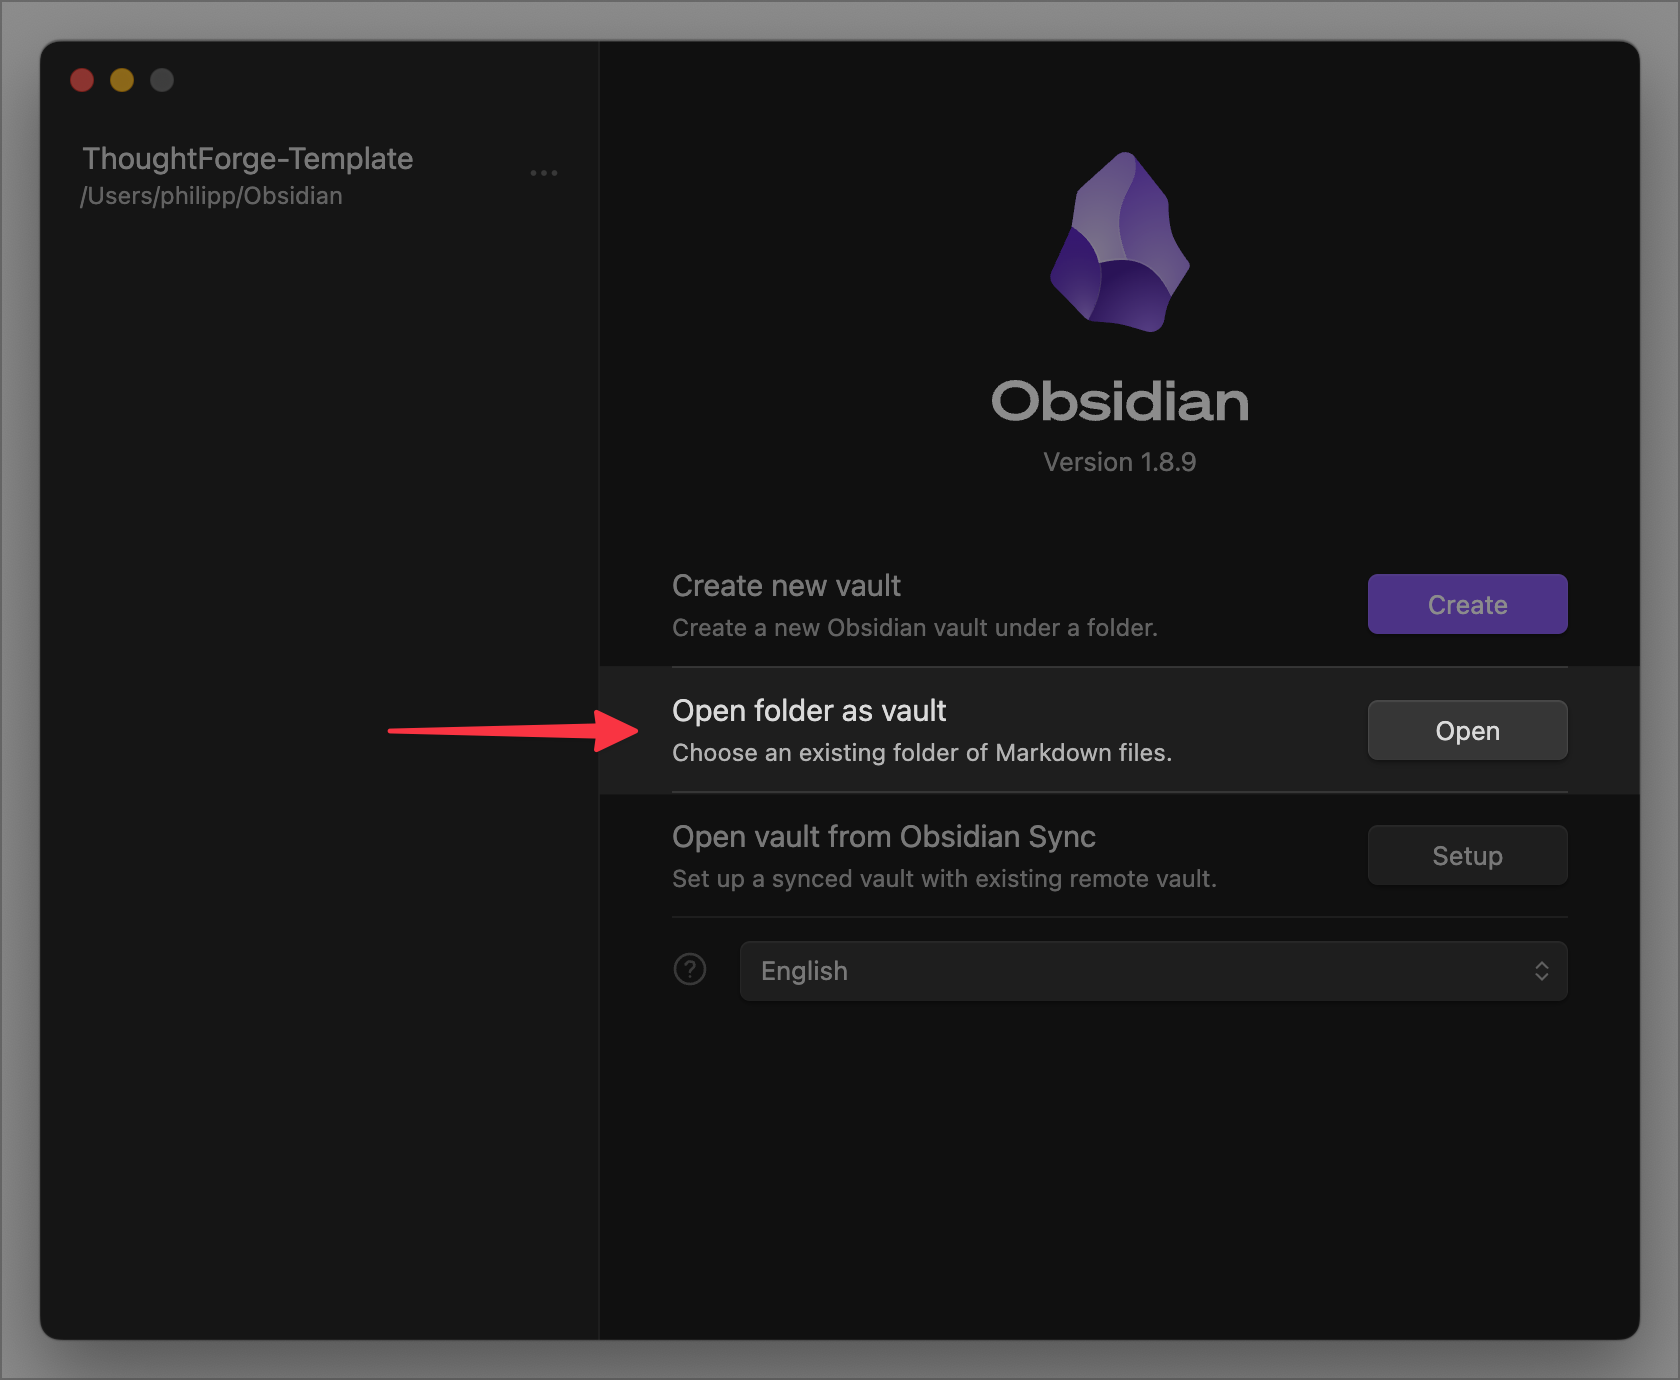 ThoughtForge-Template
/Users/philipp/Obsidian
Obsidian
Version 1.8.9
Create new vault
Create a new Obsidian vault under a folder.
Create
Open folder as vault
Choose an existing folder of Markdown files.
Open
Open vault from Obsidian Sync
Set up a synced vault with existing remote vault.
Setup
?
English